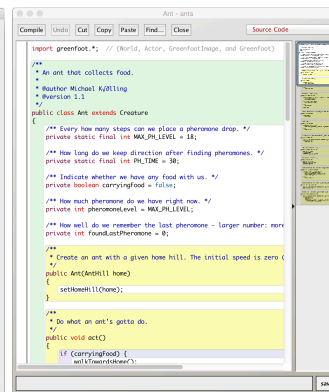 Ant - ants
Compile Undo Cut Copy Paste Find... Close Source Code
import greenfoot.*;  // (World, Actor, GreenfootImage, and Greenfoot)
/**
 * An ant that collects food.
 *
 * @author Michael K√∂lling
 * @version 1.1
 */
public class Ant extends Creature
{
/** Every how many steps can we place a pheromone drop. */
private static final int MAX_PH_LEVEL = 18;
/** How long do we keep direction after finding pheromones. */
private static final int PH_TIME = 30;
/** Indicate whether we have any food with us. */
private boolean carryingFood = false;
/** How much pheromone do we have right now. */
private int pheromoneLevel = MAX_PH_LEVEL;
/** How well do we remember the last pheromone - larger number: more
private int foundLastPheromone = 0;
/**
 * Create an ant with a given home hill. The initial speed is zero (
 */
public Ant(AntHill home)
{
setHomeHill(home);
}
/**
 * Do what an ant's gotta do.
 */
public void act()
{
if (carryingFood) {
walkTowardsHome();